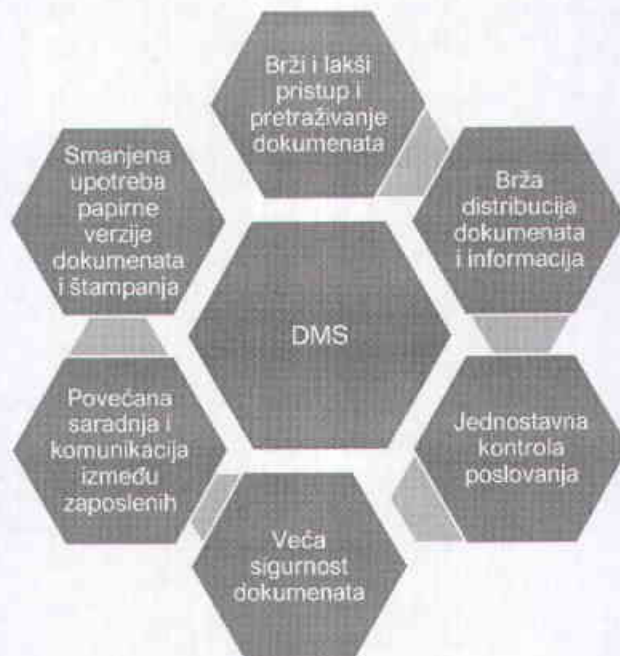 Brži i lakši
pristup i
pretraživanje
dokumenata
Brža
distribucija
dokumenata
i informacija
Jednostavna
kontrola
poslovanja
Veća
sigurnost
dokumenata
Povećana
saradnja i
komunikacija
između
zaposlenih
Smanjena
upotreba
papirne
verzije
dokumenata
i štampanja
DMS